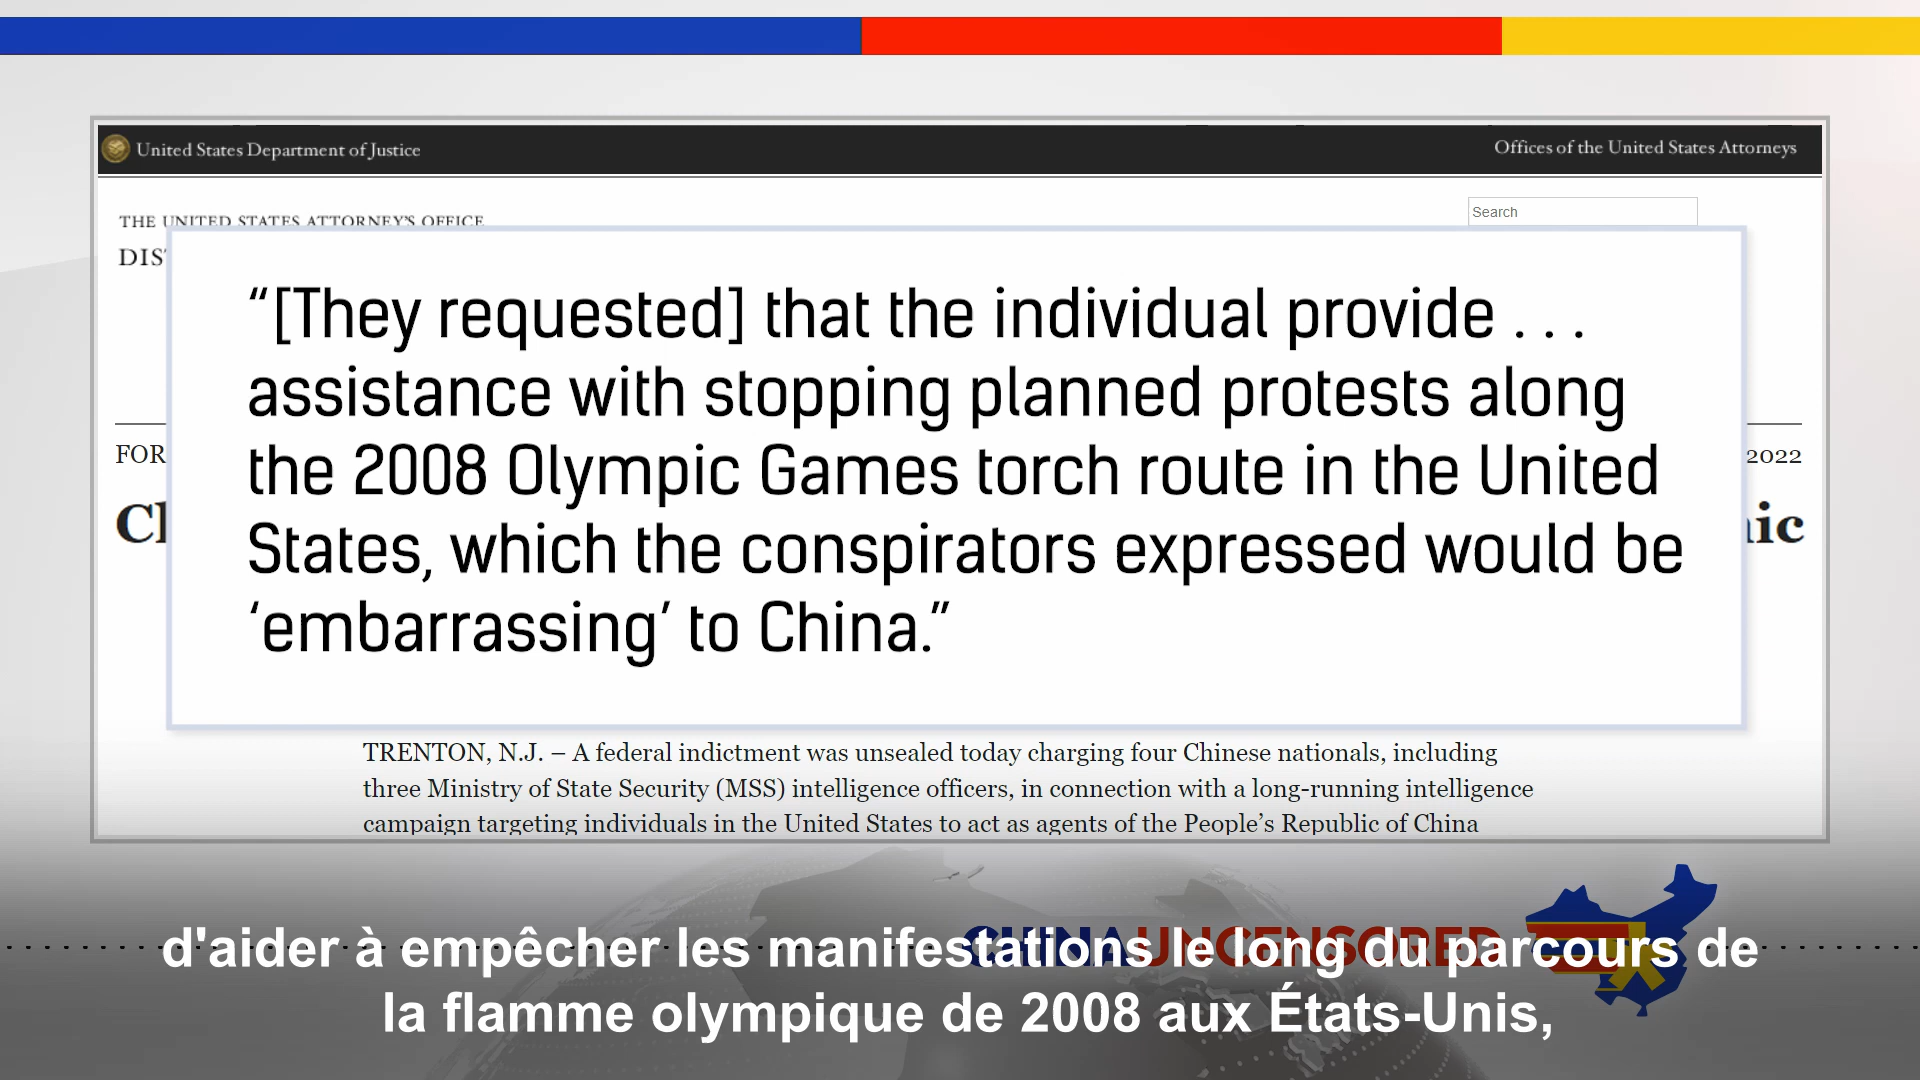 United States Department of Justice
Offices of the United States Attorneys
THE UNITED STATES ATTORNEY'S OFFICE
Search
DIS
“[They requested] that the individual provide . . .
assistance with stopping planned protests along
the 2008 Olympic Games torch route in the United
States, which the conspirators expressed would be
‘embarrassing’ to China.”
FOR
2022
TRENTON, N.J. – A federal indictment was unsealed today charging four Chinese nationals, including
three Ministry of State Security (MSS) intelligence officers, in connection with a long-running intelligence
campaign targeting individuals in the United States to act as agents of the People’s Republic of China
CHINA UNCENSORED
d'aider à empêcher les manifestations le long du parcours de
la flamme olympique de 2008 aux États-Unis,